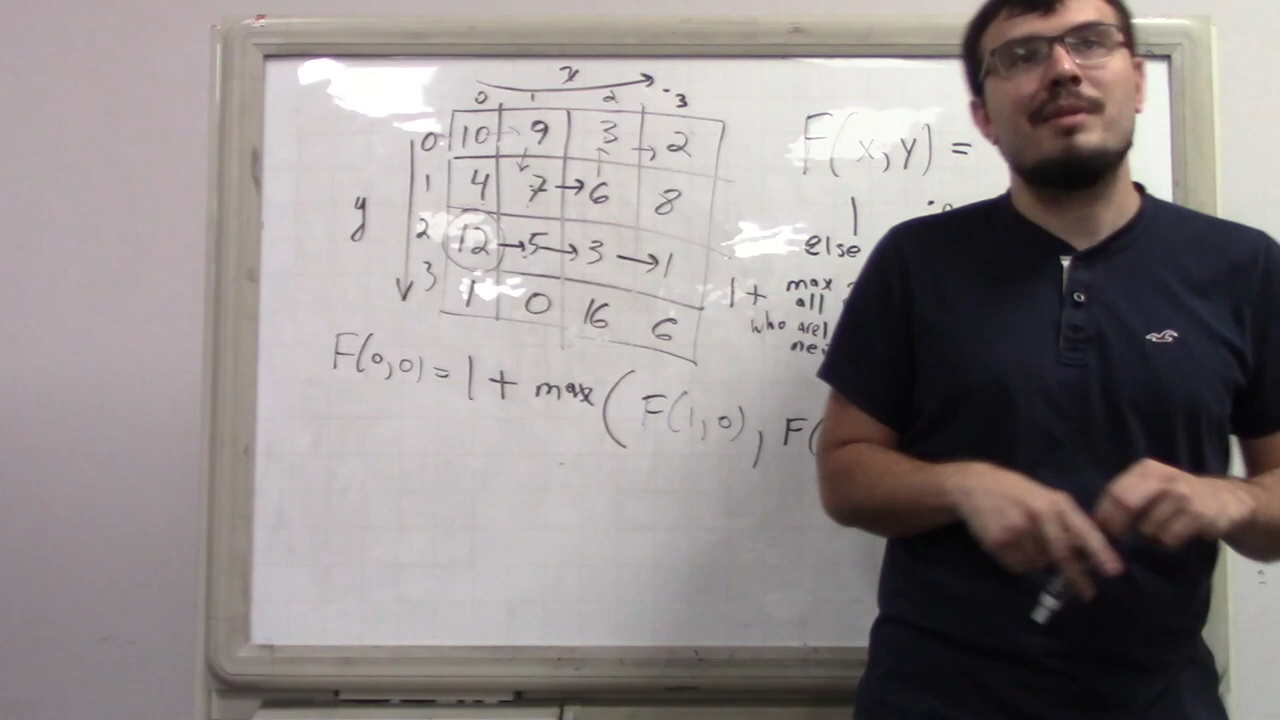 x
0 1 2 3
0 10 9 3 2
F(x,y) =
1 4 7 6 8
y
1
2 12 5 3 1
else
3 1 0 16 6
1 + max
all
who are
F(0,0) = 1 + max ( F(1,0), F(